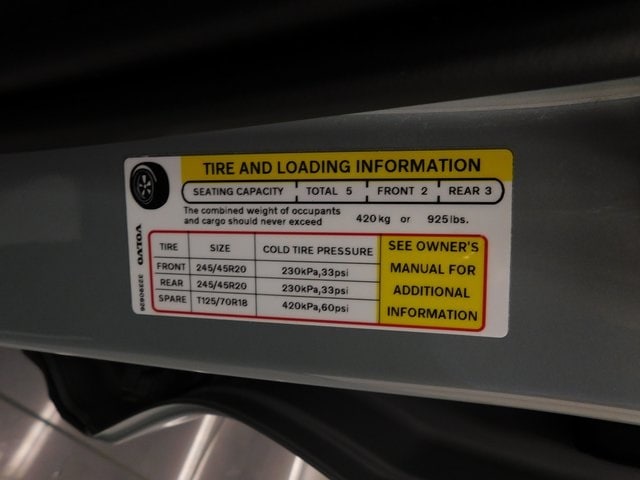 TIRE AND LOADING INFORMATION
SEATING CAPACITY TOTAL 5 FRONT 2 REAR 3
The combined weight of occupants
and cargo should never exceed 420kg or 925lbs.
TIRE SIZE COLD TIRE PRESSURE
FRONT 245/45R20 230kPa,33psi
REAR 245/45R20 230kPa,33psi
SPARE T125/70R18 420kPa,60psi
SEE OWNER'S
MANUAL FOR
ADDITIONAL
INFORMATION
VOLVO